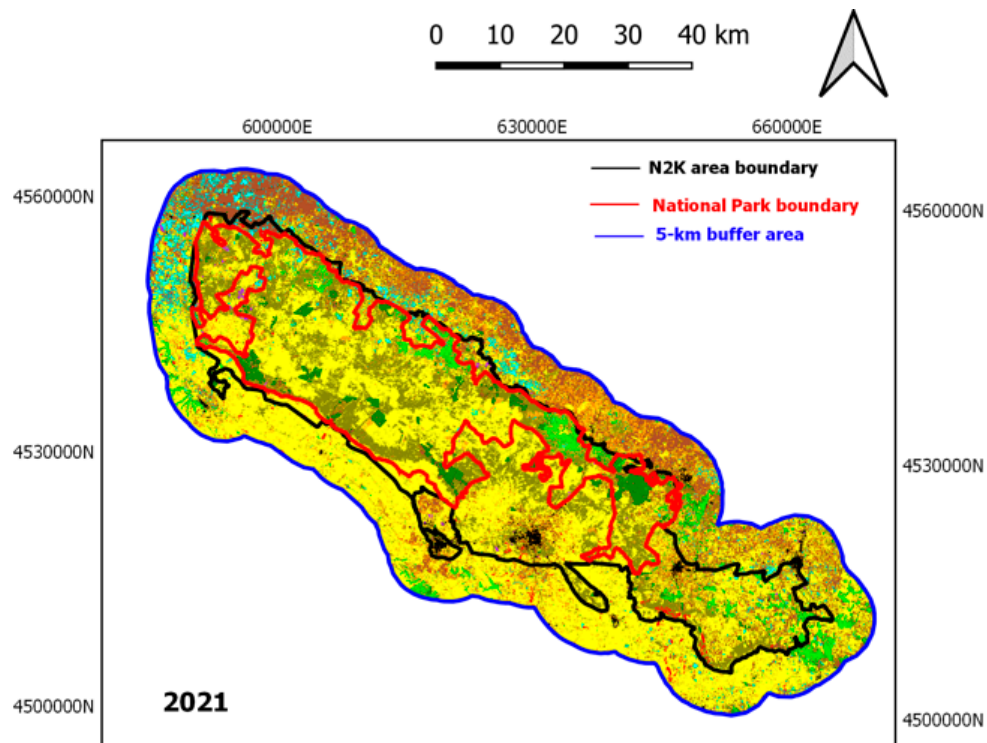 0 10 20 30 40 km
600000E 630000E 660000E
N2K area boundary
4560000N
National Park boundary
4560000N
5-km buffer area
4530000N
4530000N
2021
4500000N
4500000N